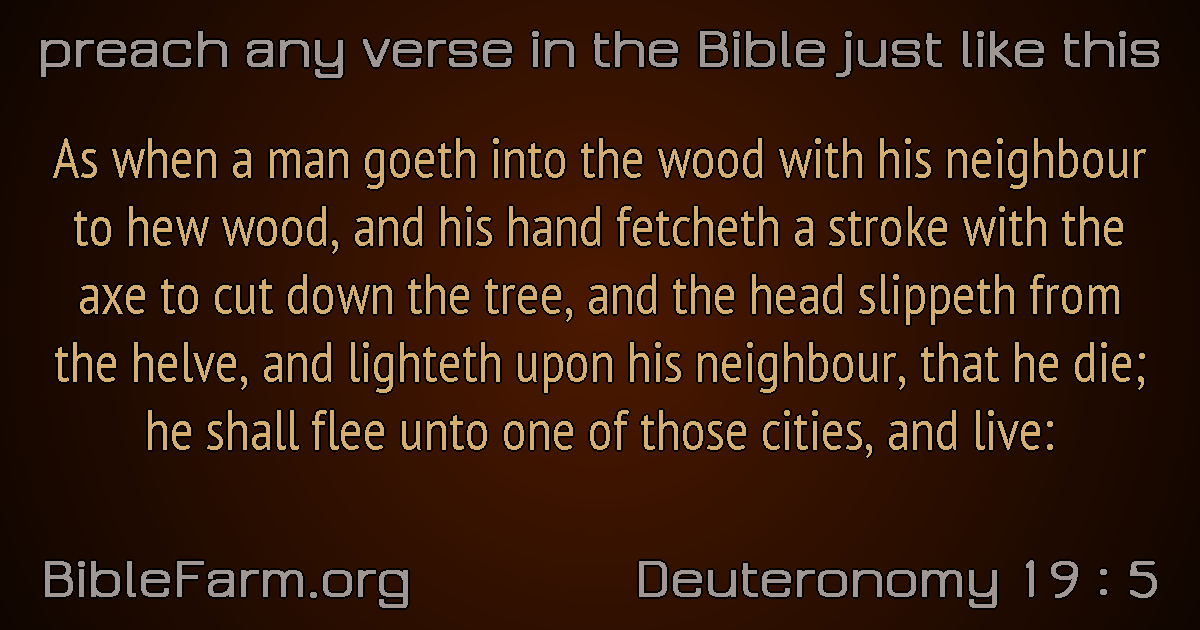 preach any verse in the Bible just like this
As when a man goeth into the wood with his neighbour
to hew wood, and his hand fetcheth a stroke with the
axe to cut down the tree, and the head slippeth from
the helve, and lighteth upon his neighbour, that he die;
he shall flee unto one of those cities, and live:
BibleFarm.org
Deuteronomy 19 : 5